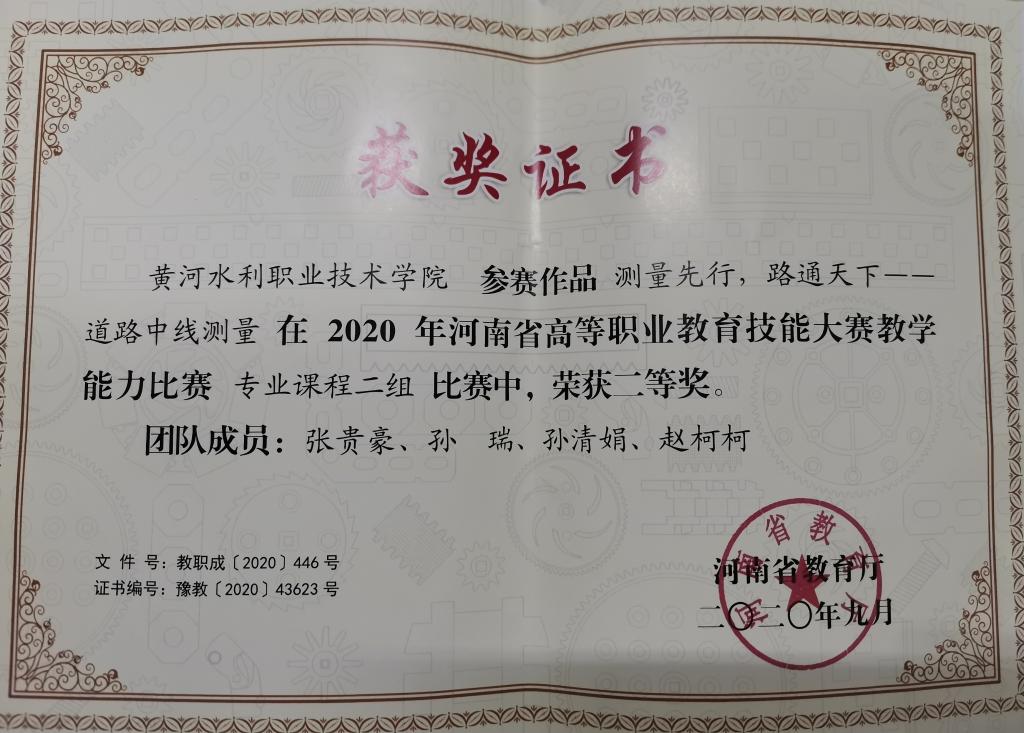 获奖证书
黄河水利职业技术学院 参赛作品 测量先行，路通天下——
道路中线测量 在 2020 年河南省高等职业教育技能大赛教学
能力比赛 专业课程二组 比赛中，荣获二等奖。
团队成员：张贵豪、孙 瑞、孙清娟、赵柯柯
文 件 号：教职成〔2020〕446 号
证书编号：豫教〔2020〕43623 号
河南省教育厅
二〇二〇年九月
河南省教育厅